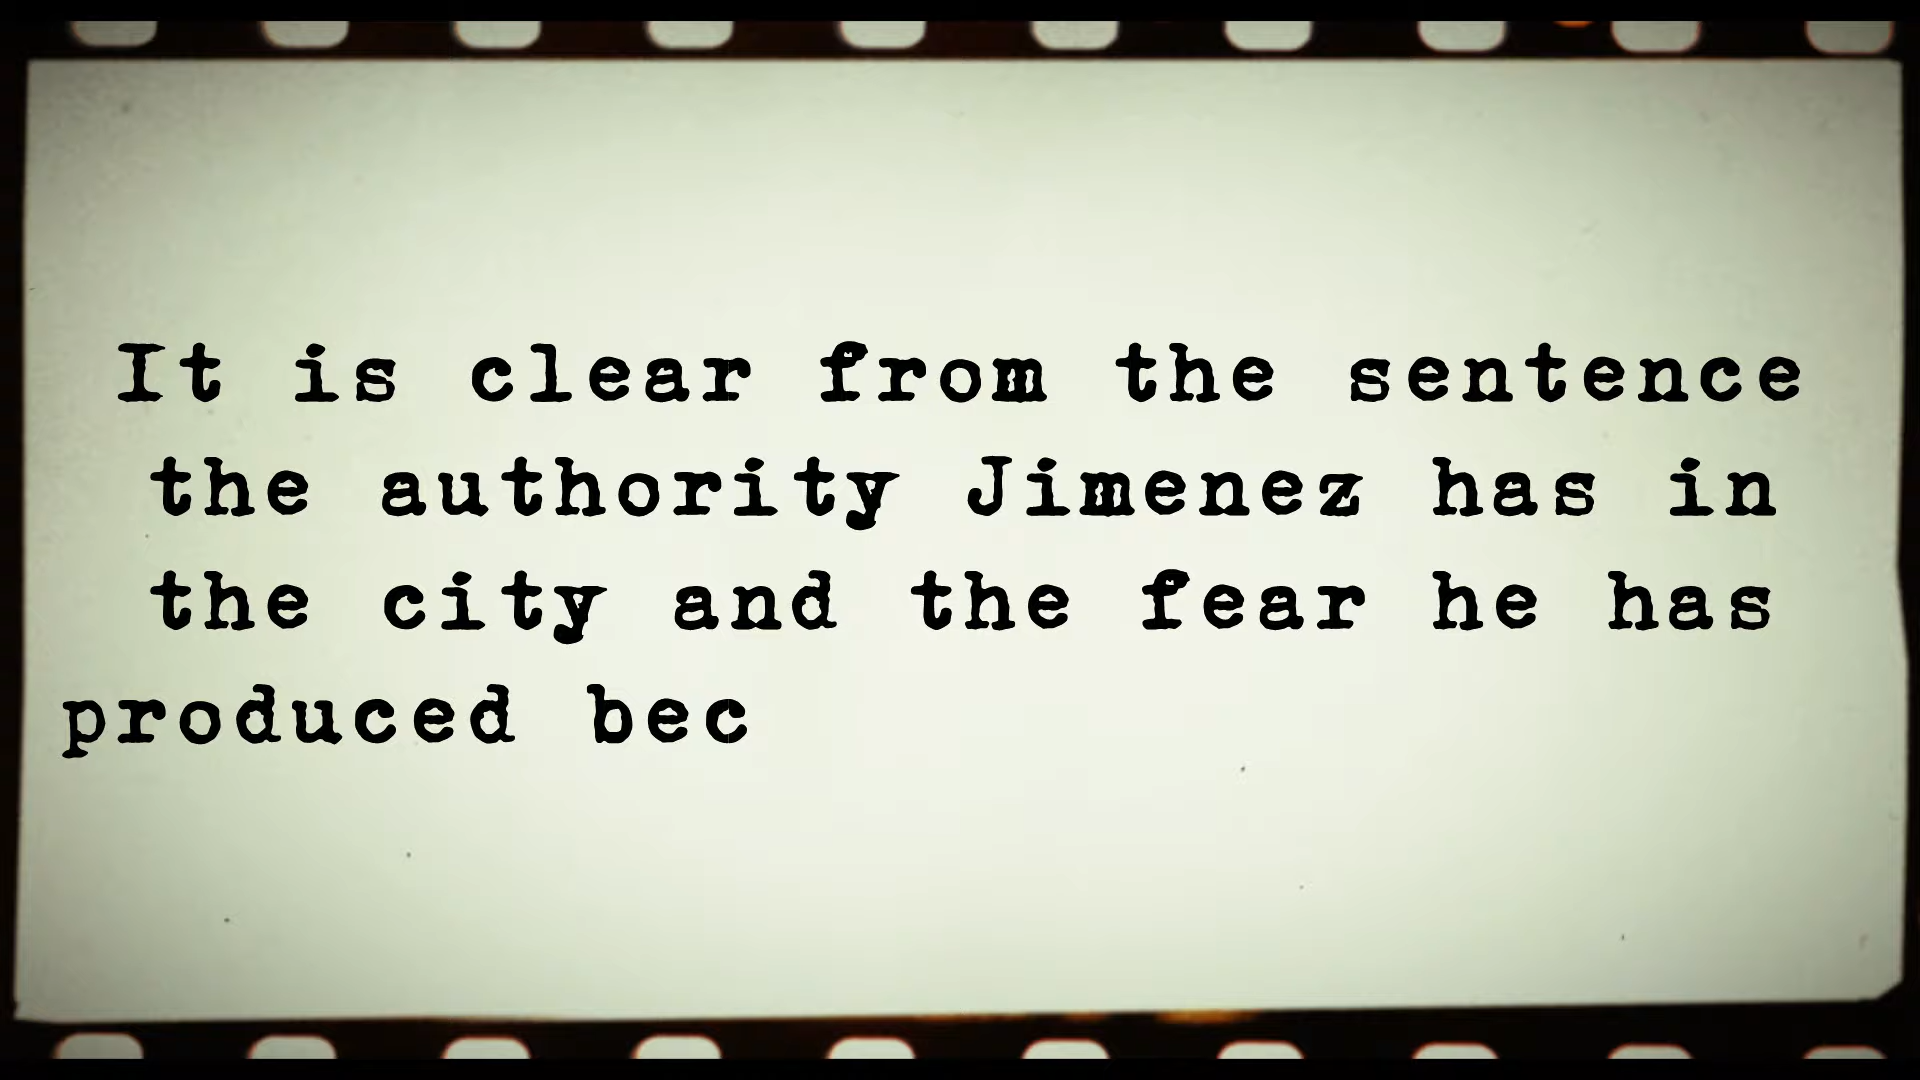 It is clear from the sentence
the authority Jimenez has in
the city and the fear he has
produced bec